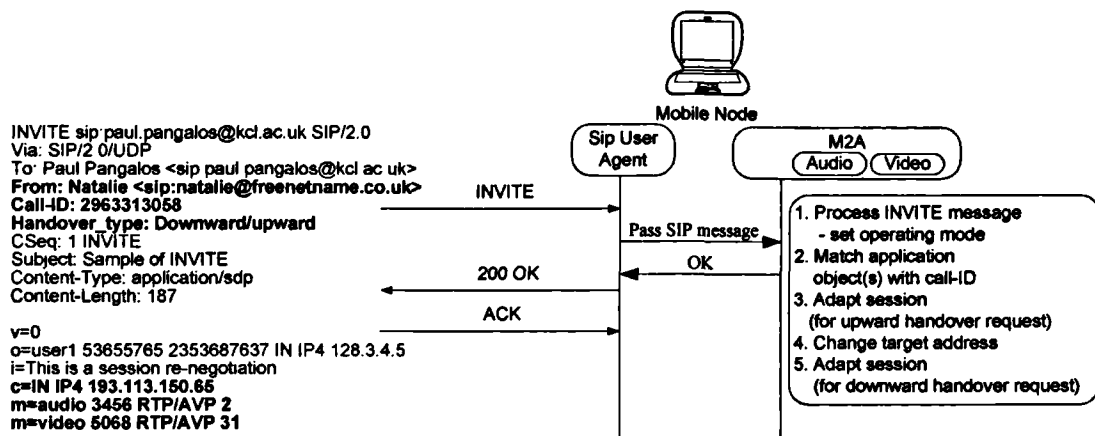 Mobile Node
INVITE sip:paul.pangalos@kcl.ac.uk SIP/2.0
Via: SIP/2 0/UDP
To: Paul Pangalos <sip paul pangalos@kcl ac uk>
From: Natalie <sip:natalie@freenetname.co.uk>
Call-ID: 2963313058
Handover_type: Downward/upward
CSeq: 1 INVITE
Subject: Sample of INVITE
Content-Type: application/sdp
Content-Length: 187
v=0
o=user1 53655765 2353687637 IN IP4 128.3.4.5
i=This is a session re-negotiation
c=IN IP4 193.113.150.65
m=audio 3456 RTP/AVP 2
m=video 5068 RTP/AVP 31
Sip User
Agent
M2A
Audio
Video
INVITE
Pass SIP message
OK
200 OK
ACK
1. Process INVITE message
- set operating mode
2. Match application
object(s) with call-ID
3. Adapt session
(for upward handover request)
4. Change target address
5. Adapt session
(for downward handover request)